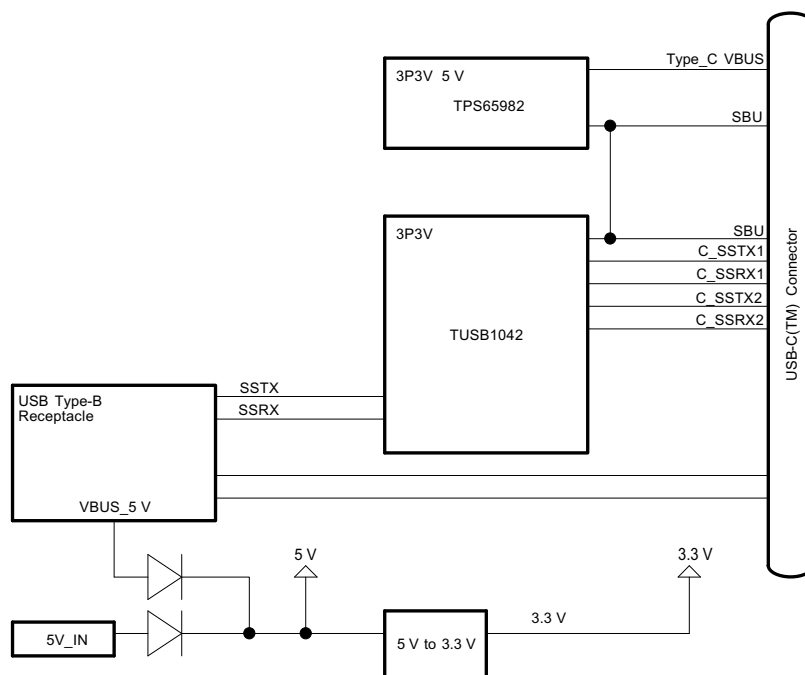 Type_C VBUS
3P3V 5 V
TPS65982
SBU
3P3V
SBU
C_SSTX1
C_SSRX1
C_SSTX2
C_SSRX2
TUSB1042
USB-C(TM) Connector
USB Type-B
Receptacle
SSTX
SSRX
VBUS_5 V
5 V
3.3 V
5V_IN
5 V to 3.3 V
3.3 V